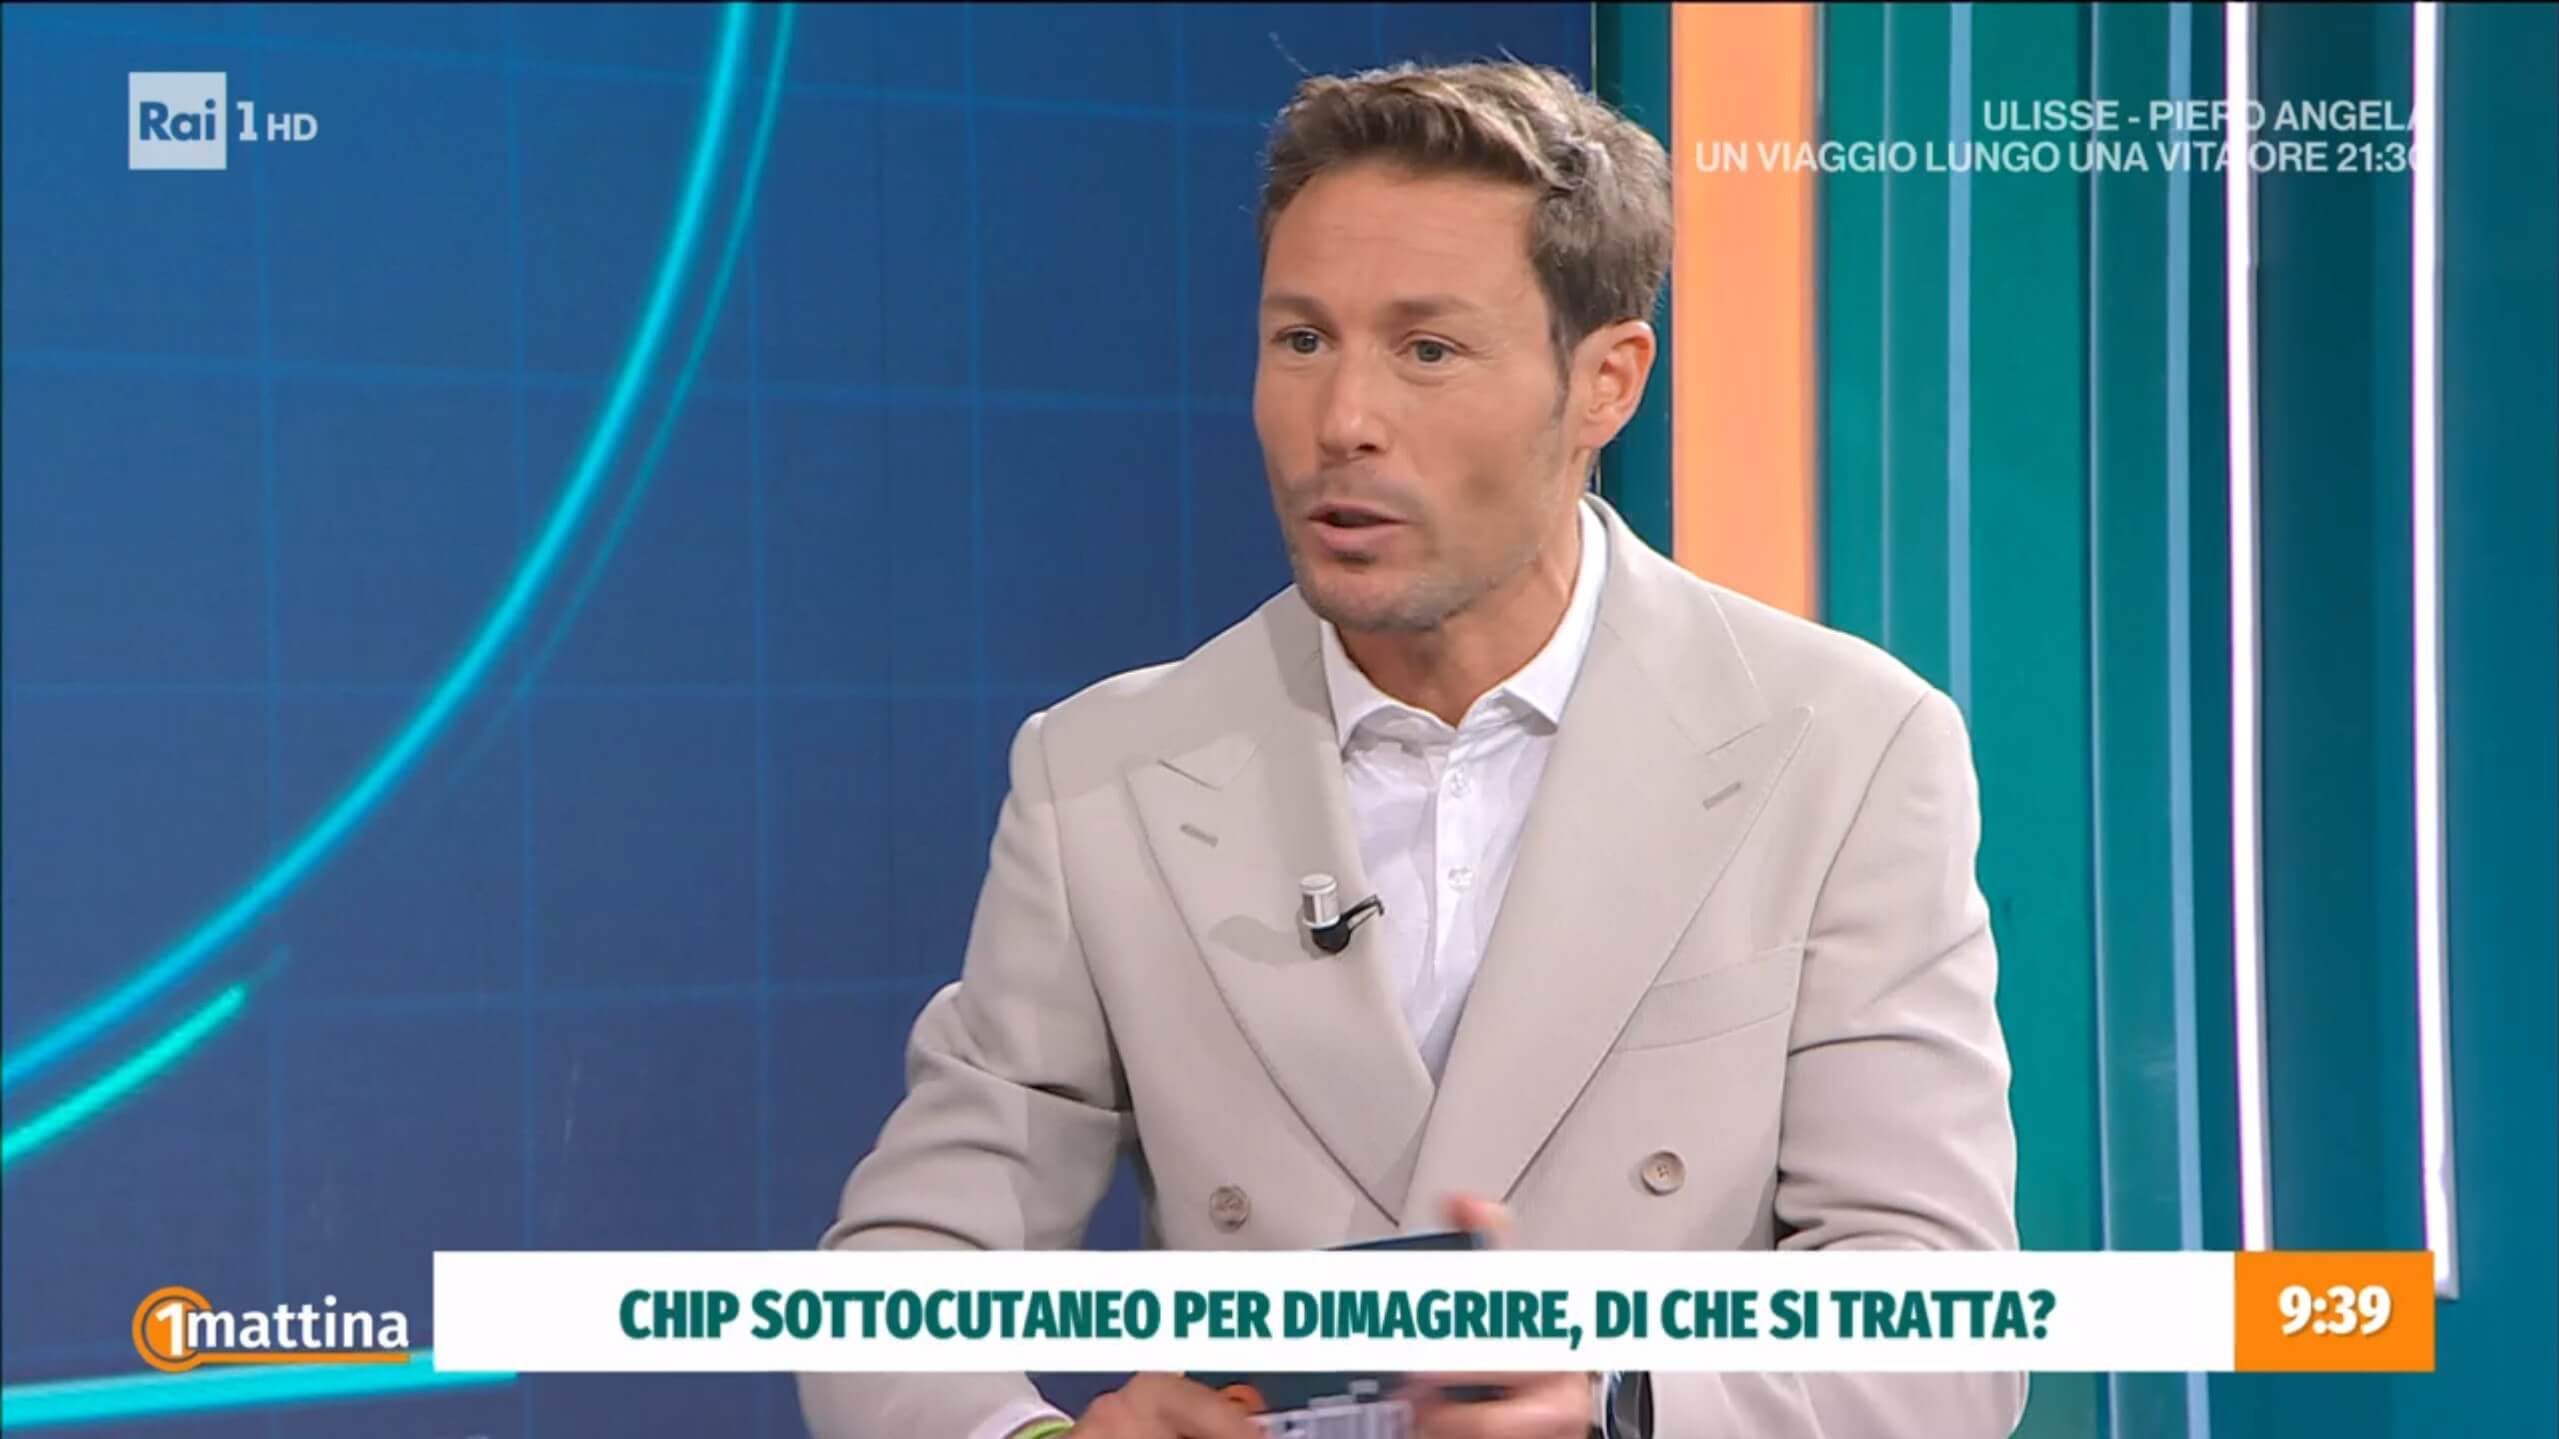 Rai 1 HD
ULISSE - PIERO ANGELA
UN VIAGGIO LUNGO UNA VITA ORE 21:30
1mattina
CHIP SOTTOCUTANEO PER DIMAGRIRE, DI CHE SI TRATTA?
9:39